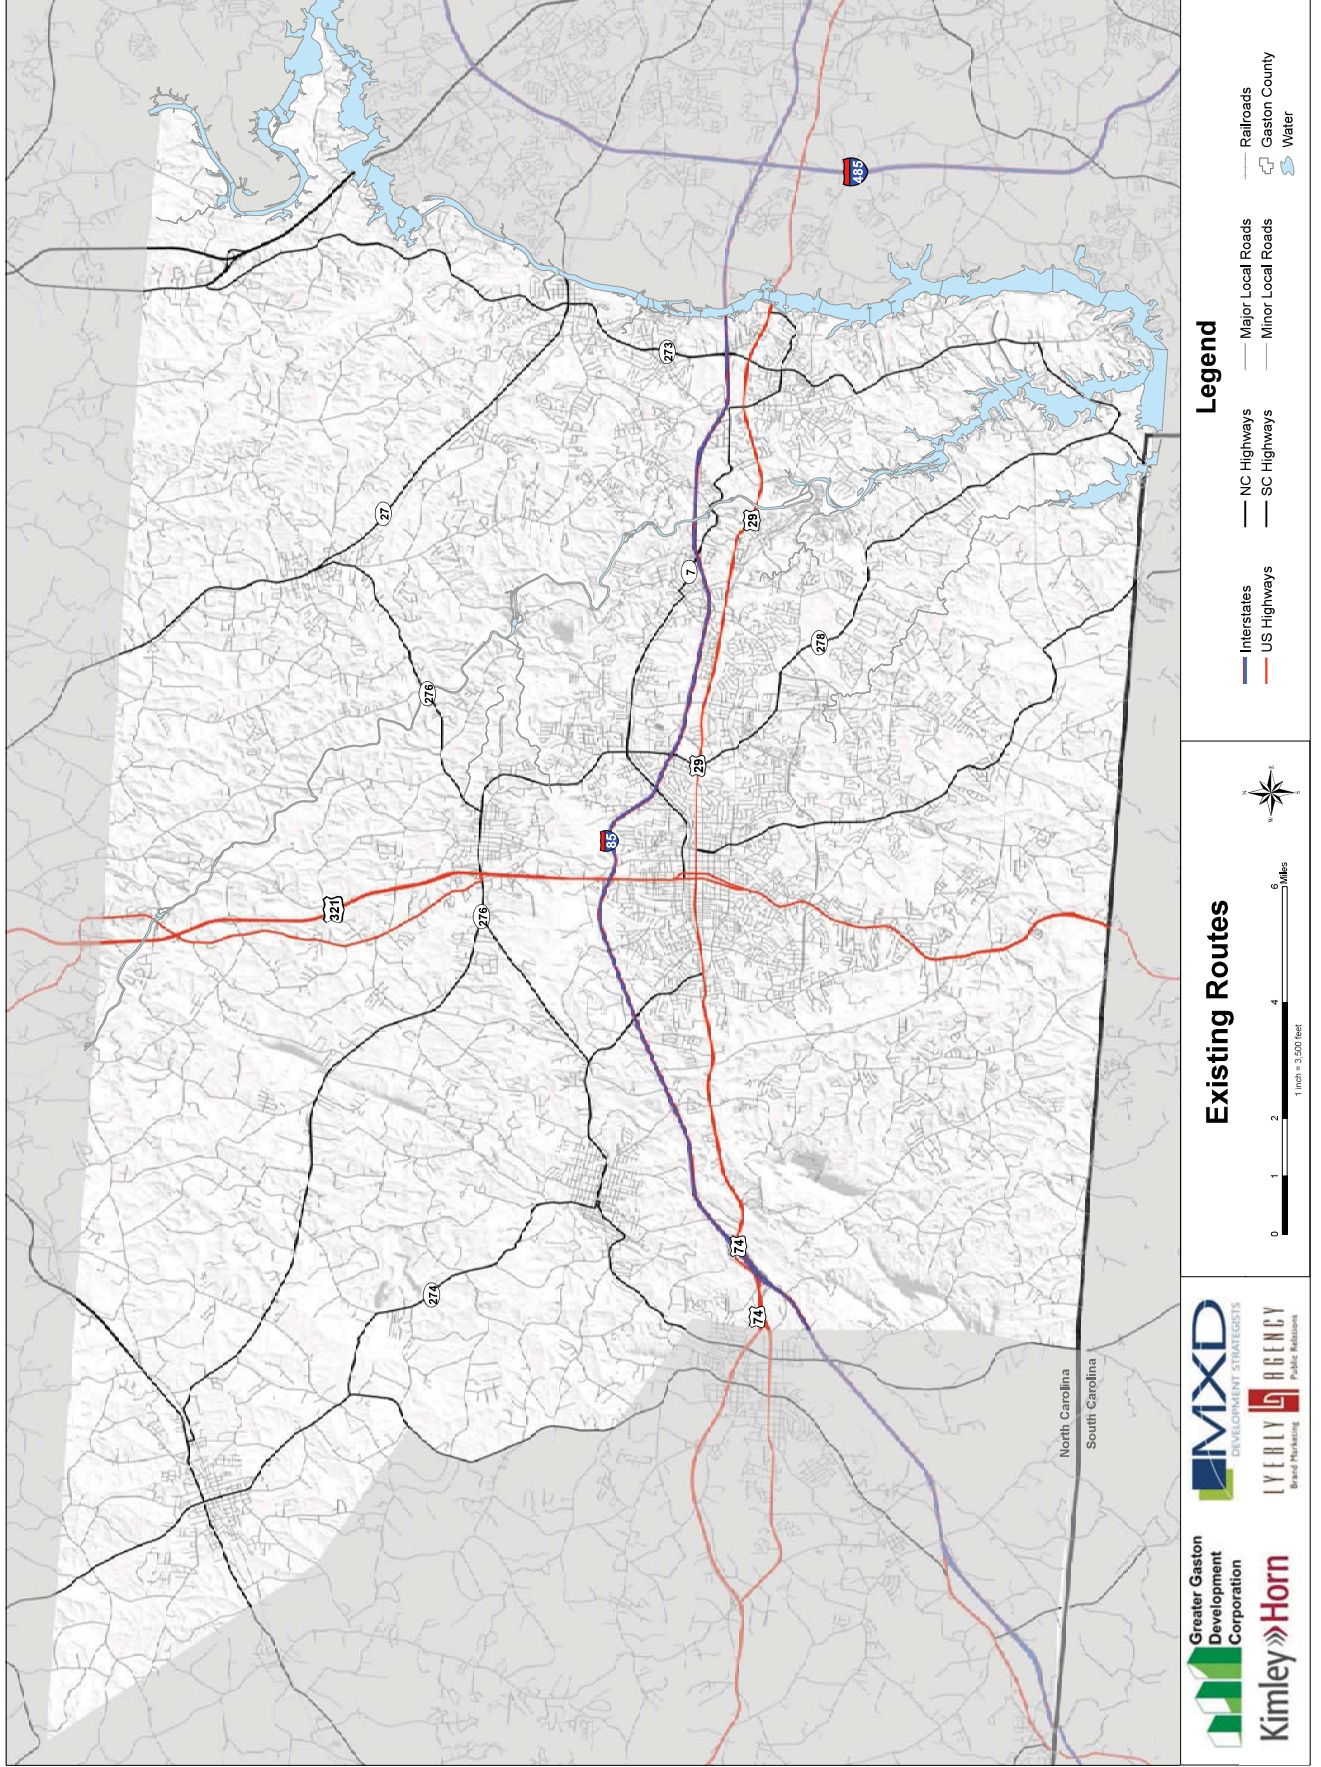 321
276
276
274
27
273
7
29
29
278
85
485
74
74
North Carolina
South Carolina
Greater Gaston
Development
Corporation
Kimley»Horn
MXD
DEVELOPMENT STRATEGISTS
LYERLY AGENCY
Brand Marketing Public Relations
Existing Routes
0 1 2 4 6
Miles
1 inch = 3,500 feet
N
E
S
W
Legend
Interstates
US Highways
NC Highways
SC Highways
Major Local Roads
Minor Local Roads
Railroads
Gaston County
Water